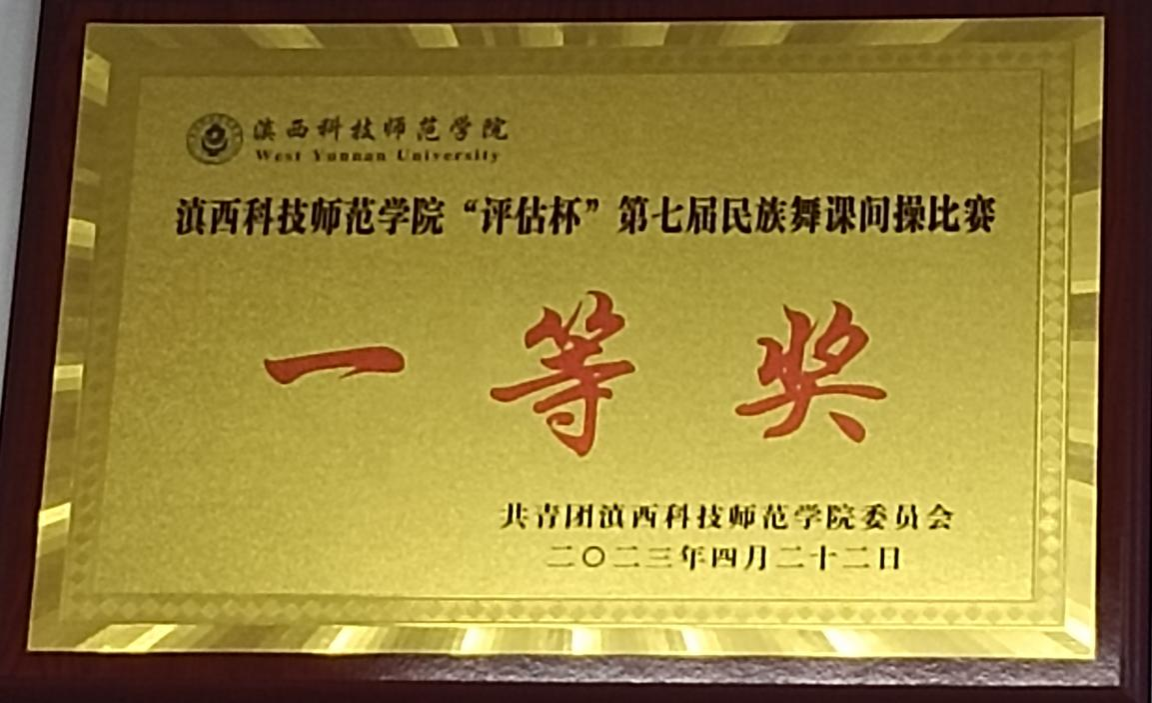 滇西科技师范学院
West Yunnan University
滇西科技师范学院“评估杯”第七届民族舞课间操比赛
一等奖
共青团滇西科技师范学院委员会
二〇二三年四月二十二日